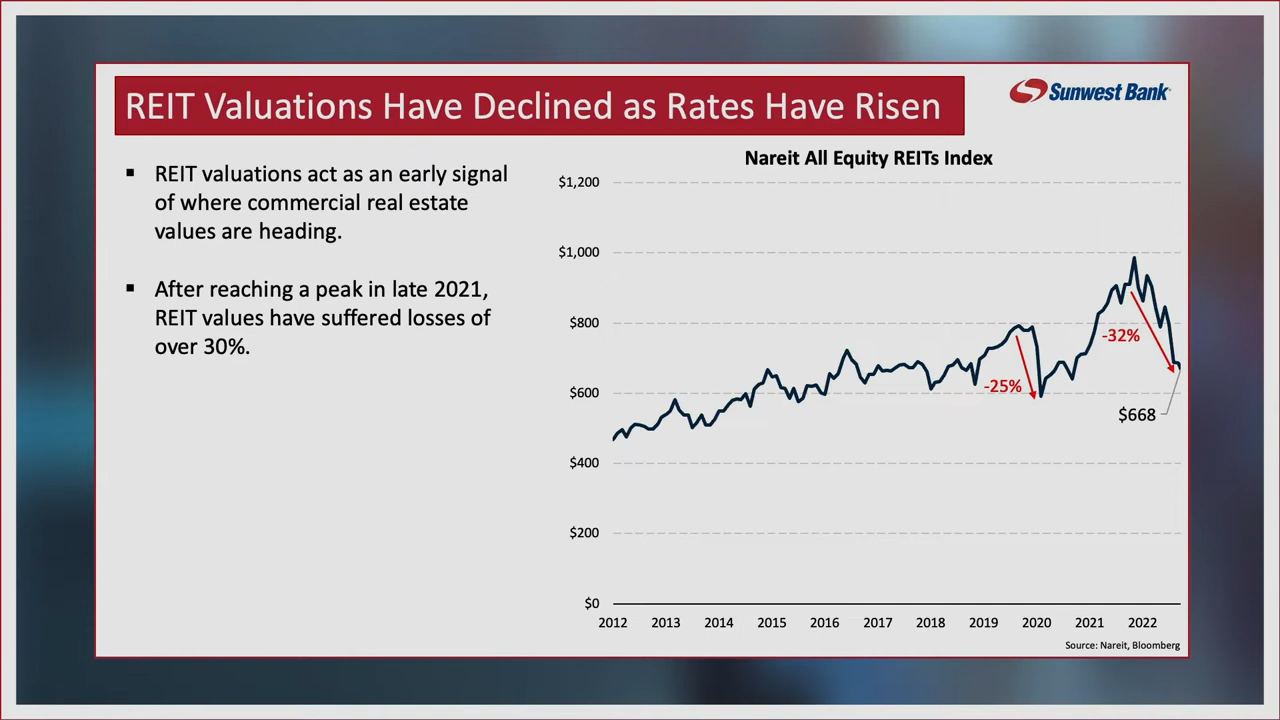 REIT Valuations Have Declined as Rates Have Risen
Sunwest Bank
▪ REIT valuations act as an early signal
of where commercial real estate
values are heading.
▪ After reaching a peak in late 2021,
REIT values have suffered losses of
over 30%.
Nareit All Equity REITs Index
$1,200
$1,000
$800
$600
$400
$200
$0
-25%
-32%
$668
2012 2013 2014 2015 2016 2017 2018 2019 2020 2021 2022
Source: Nareit, Bloomberg